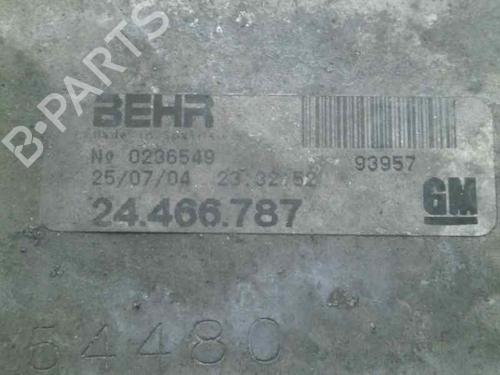 B-PARTS
BEHR
Made in Spain
No 0236549
93957
25/07/04 23.32:52
24.466.787
GM
54480